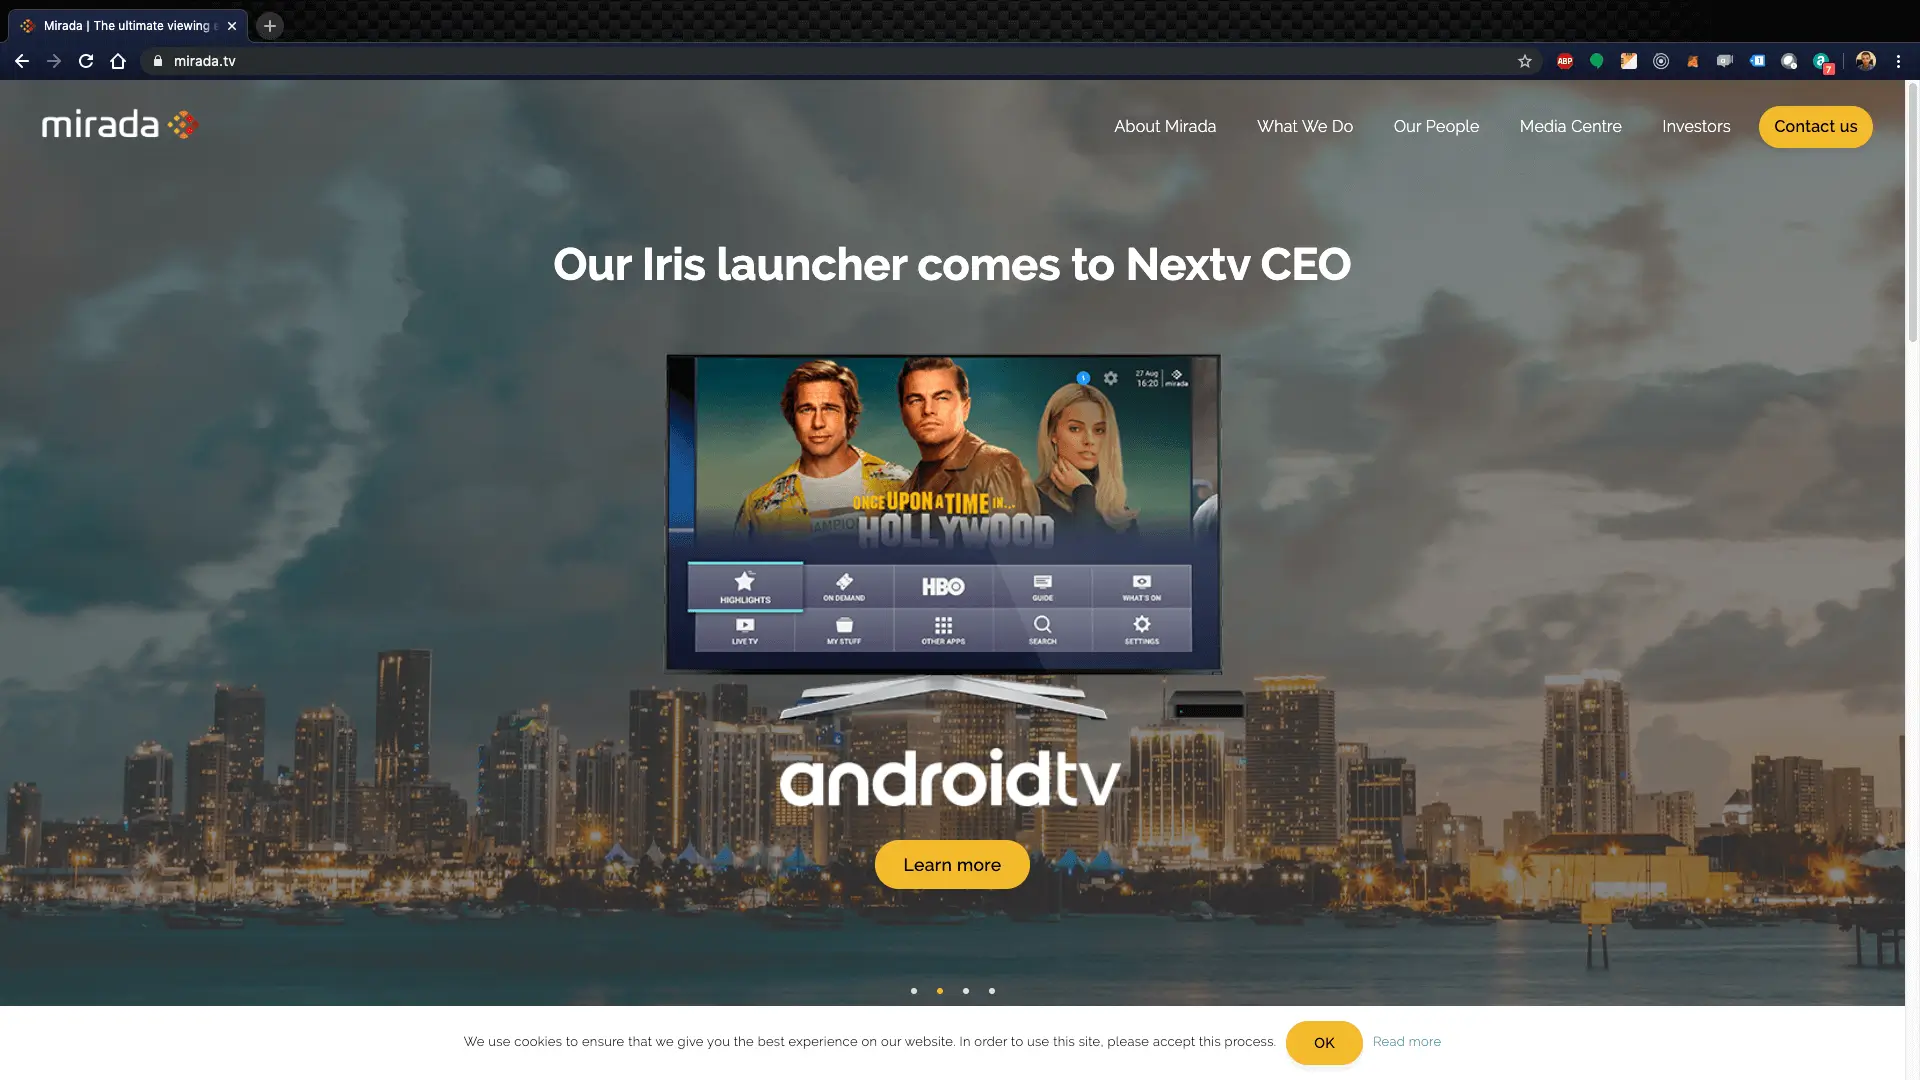 Mirada | The ultimate viewing e
mirada.tv
ABP
7
mirada
About Mirada
What We Do
Our People
Media Centre
Investors
Contact us
Our Iris launcher comes to Nextv CEO
27 Aug
16:20
mirada
ONCE UPON A TIME IN...
HOLLYWOOD
CHAMPION
HIGHLIGHTS
ON DEMAND
HBO
GUIDE
WHAT'S ON
LIVE TV
MY STUFF
OTHER APPS
SEARCH
SETTINGS
androidtv
Learn more
We use cookies to ensure that we give you the best experience on our website. In order to use this site, please accept this process.
OK
Read more